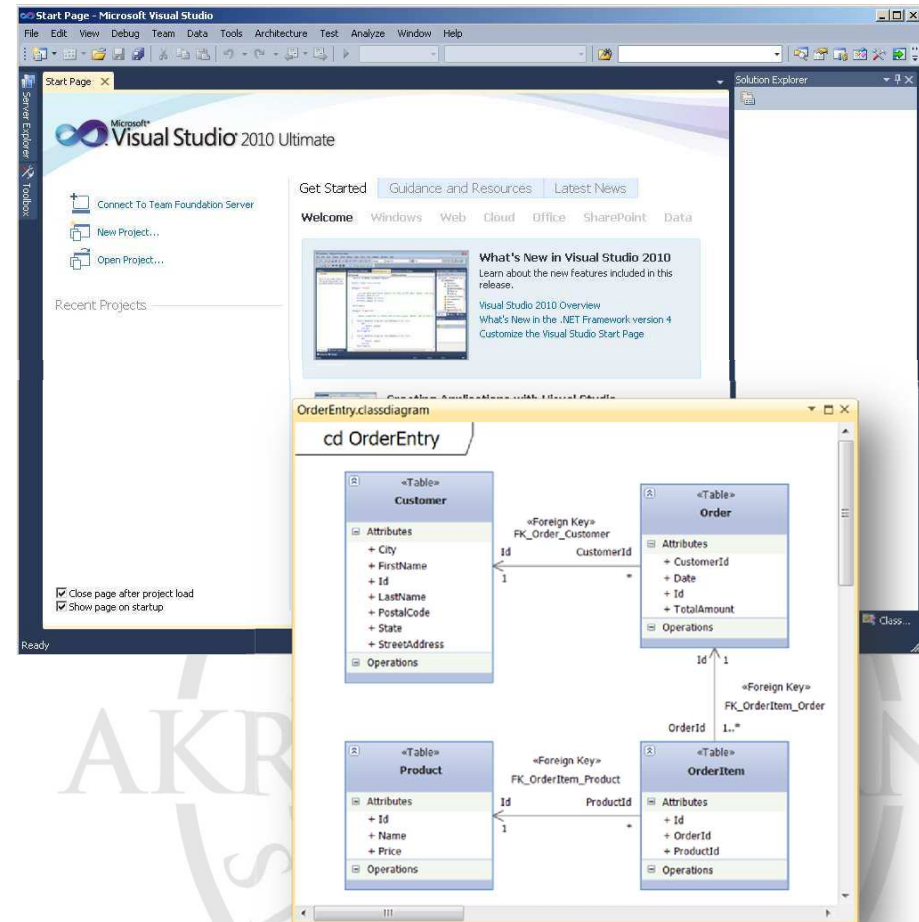 Start Page - Microsoft Visual Studio
File Edit View Debug Team Data Tools Architecture Test Analyze Window Help
Start Page
Solution Explorer
Server Explorer
Toolbox
Microsoft
Visual Studio 2010 Ultimate
Connect To Team Foundation Server
New Project...
Open Project...
Recent Projects
Get Started Guidance and Resources Latest News
Welcome Windows Web Cloud Office SharePoint Data
What's New in Visual Studio 2010
Learn about the new features included in this
release.
Visual Studio 2010 Overview
What's New in the .NET Framework version 4
Customize the Visual Studio Start Page
Creating Applications with Visual Studio
Close page after project load
Show page on startup
Ready
Class...
OrderEntry.classdiagram
cd OrderEntry
«Table»
Customer
Attributes
+ City
+ FirstName
+ Id
+ LastName
+ PostalCode
+ State
+ StreetAddress
Operations
«Foreign Key»
FK_Order_Customer
Id CustomerId
1 *
«Table»
Order
Attributes
+ CustomerId
+ Date
+ Id
+ TotalAmount
Operations
Id 1
«Foreign Key»
FK_OrderItem_Order
OrderId 1..*
«Table»
Product
Attributes
+ Id
+ Name
+ Price
Operations
«Foreign Key»
FK_OrderItem_Product
Id ProductId
1 *
«Table»
OrderItem
Attributes
+ Id
+ OrderId
+ ProductId
Operations